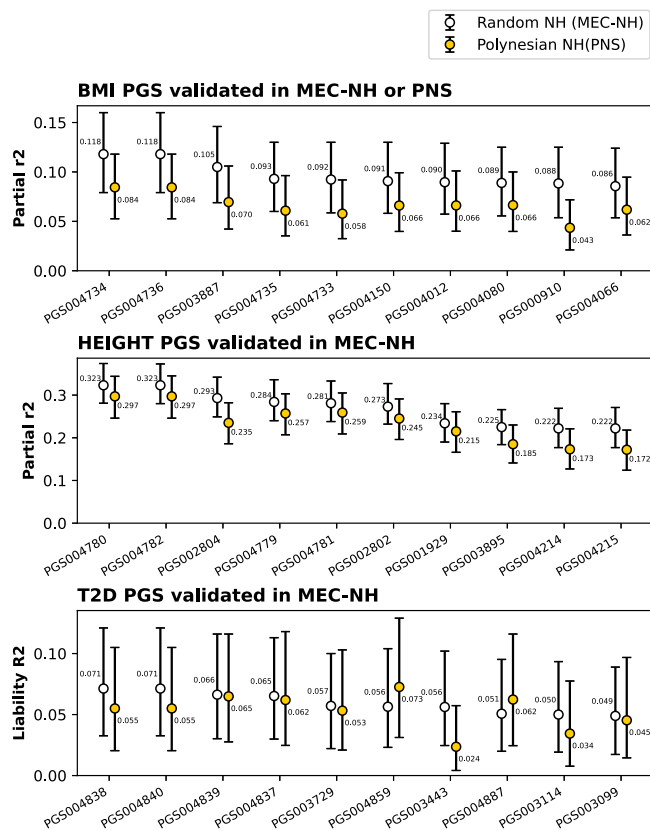 Random NH (MEC-NH)
Polynesian NH(PNS)
BMI PGS validated in MEC-NH or PNS
Partial r2
0.15
0.10
0.05
0.00
0.118
0.084
0.118
0.084
0.105
0.070
0.093
0.061
0.092
0.058
0.091
0.066
0.090
0.066
0.089
0.066
0.088
0.043
0.086
0.062
PGS004734
PGS004736
PGS003887
PGS004735
PGS004733
PGS004150
PGS004012
PGS004080
PGS000910
PGS004066
HEIGHT PGS validated in MEC-NH
Partial r2
0.3
0.2
0.1
0.0
0.323
0.297
0.323
0.297
0.293
0.235
0.284
0.257
0.281
0.259
0.273
0.245
0.234
0.215
0.225
0.185
0.222
0.173
0.222
0.172
PGS004780
PGS004782
PGS002804
PGS004779
PGS004781
PGS002802
PGS001929
PGS003895
PGS004214
PGS004215
T2D PGS validated in MEC-NH
Liability R2
0.10
0.05
0.00
0.071
0.055
0.071
0.055
0.066
0.065
0.065
0.062
0.057
0.053
0.056
0.073
0.056
0.024
0.051
0.062
0.050
0.034
0.049
0.045
PGS004838
PGS004840
PGS004839
PGS004837
PGS003729
PGS004859
PGS003443
PGS004887
PGS003114
PGS003099